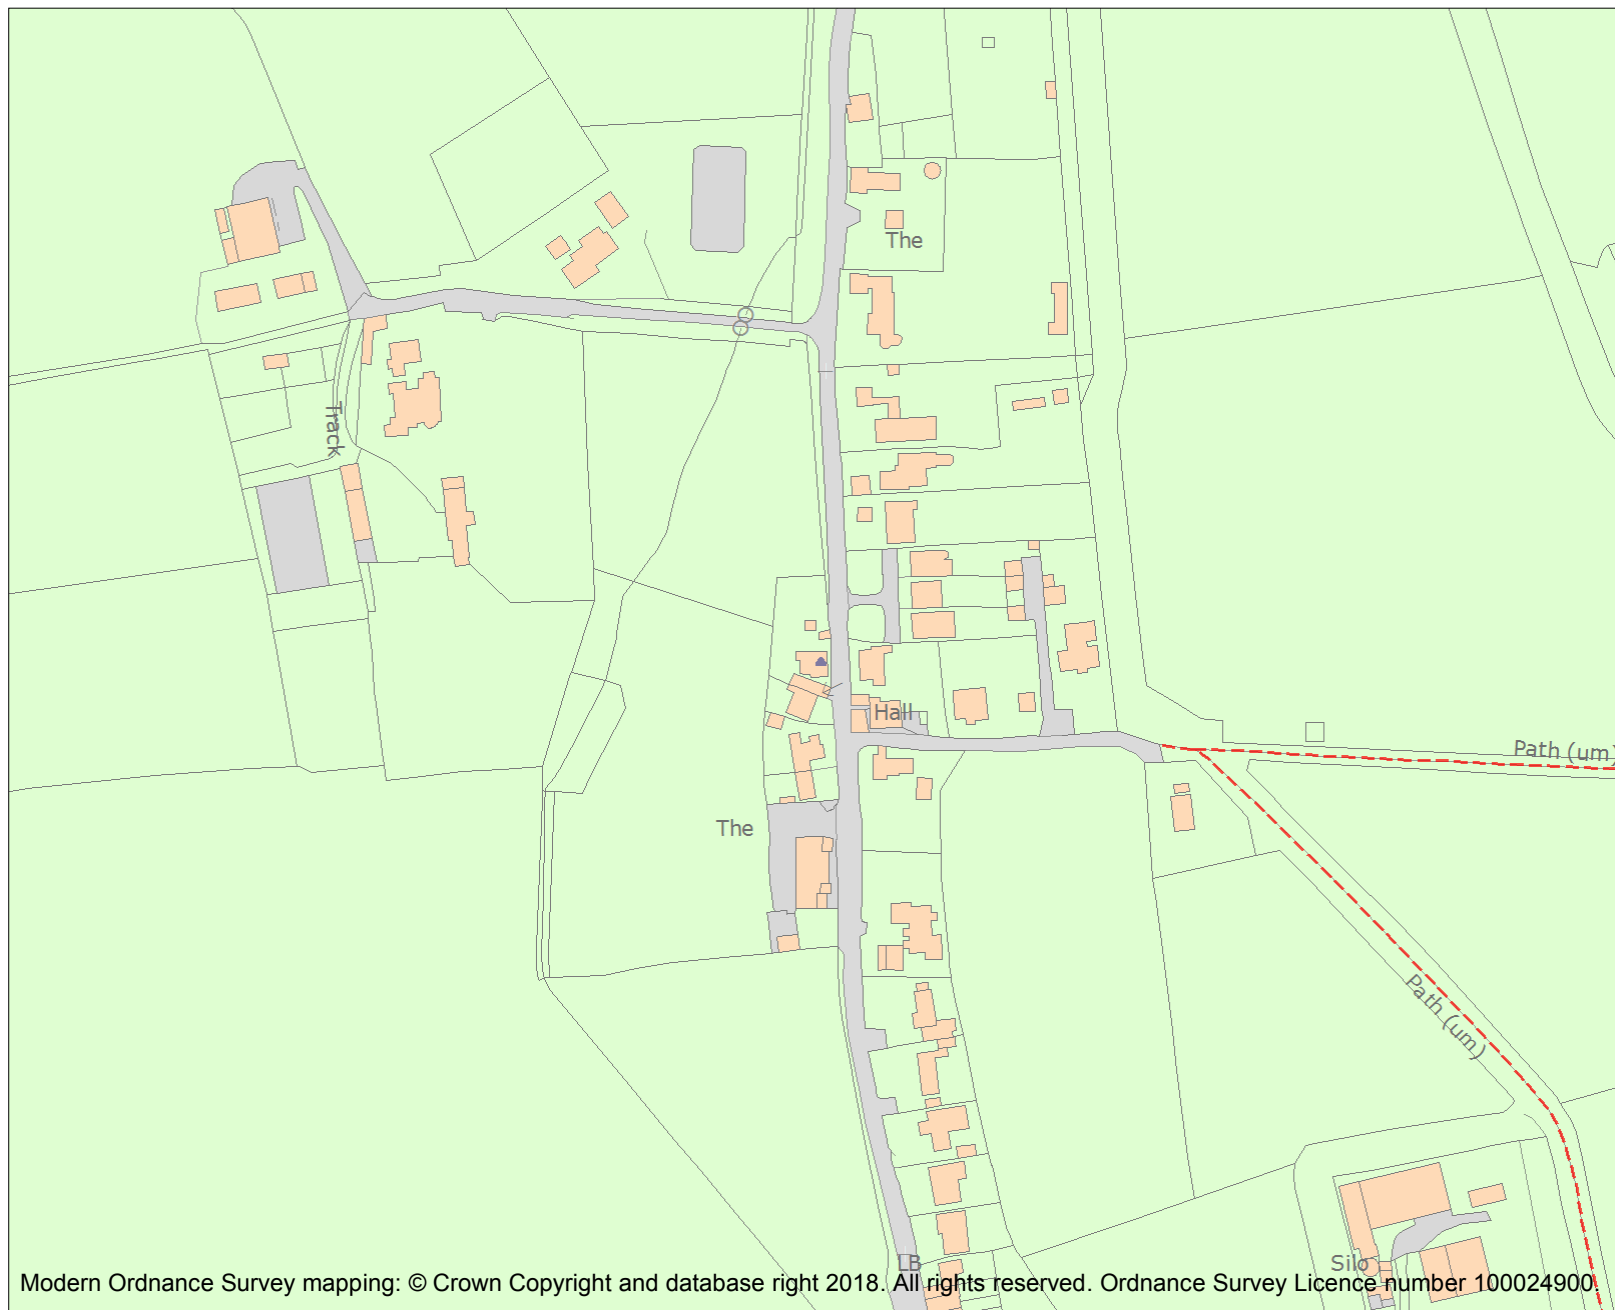 The
Track
Hall
Path (um)
The
Path (um)
LB
Silo
Modern Ordnance Survey mapping: © Crown Copyright and database right 2018. All rights reserved. Ordnance Survey Licence number 100024900.